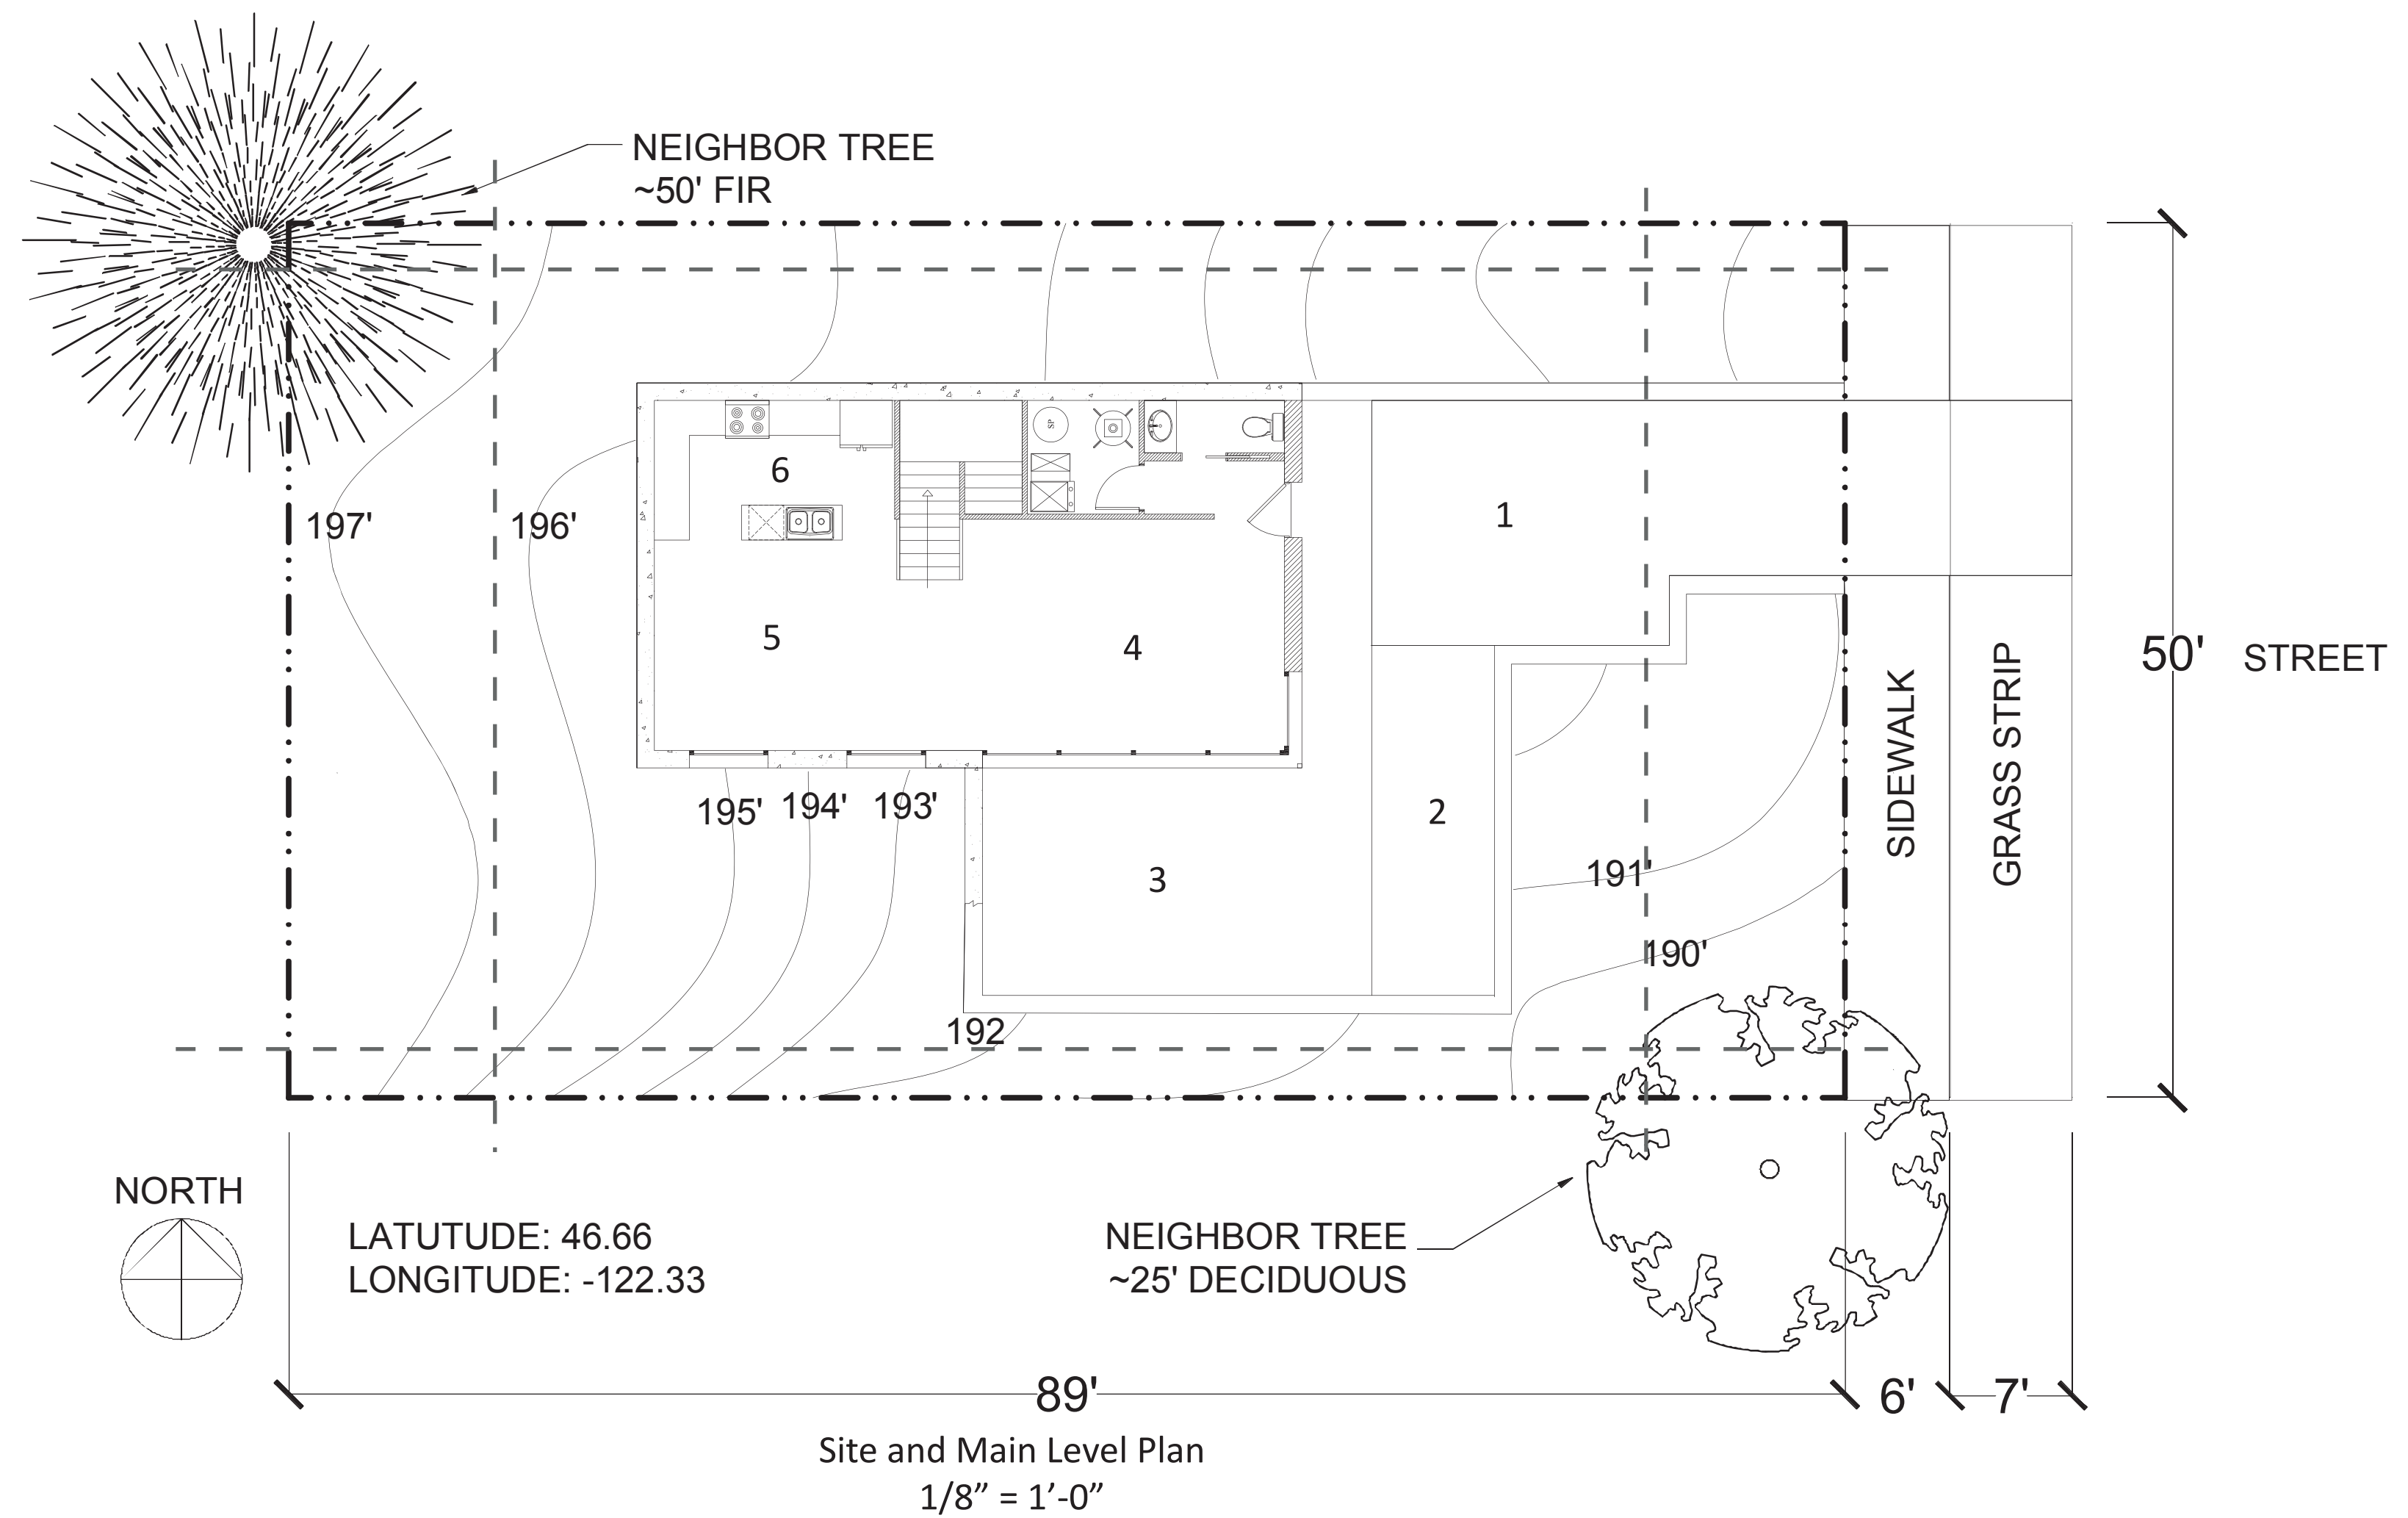 NEIGHBOR TREE
~50' FIR
6
SP
1
197'
196'
5
4
50'
STREET
SIDEWALK
GRASS STRIP
195'
194'
193'
2
3
191'
190'
192
NORTH
LATUTUDE: 46.66
LONGITUDE: -122.33
NEIGHBOR TREE
~25' DECIDUOUS
89'
6'
7'
Site and Main Level Plan
1/8” = 1’-0”